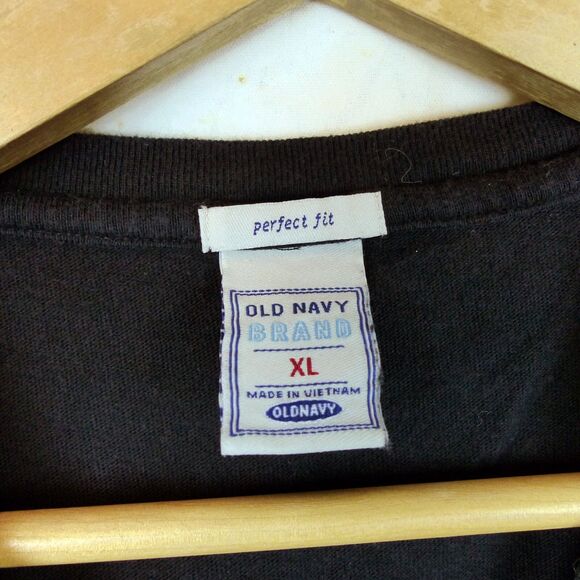 perfect fit
OLD NAVY
BRAND
XL
MADE IN VIETNAM
OLDNAVY